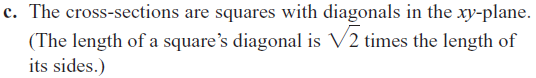 c. The cross-sections are squares with diagonals in the xy-plane.
(The length of a square's diagonal is √2 times the length of
its sides.)